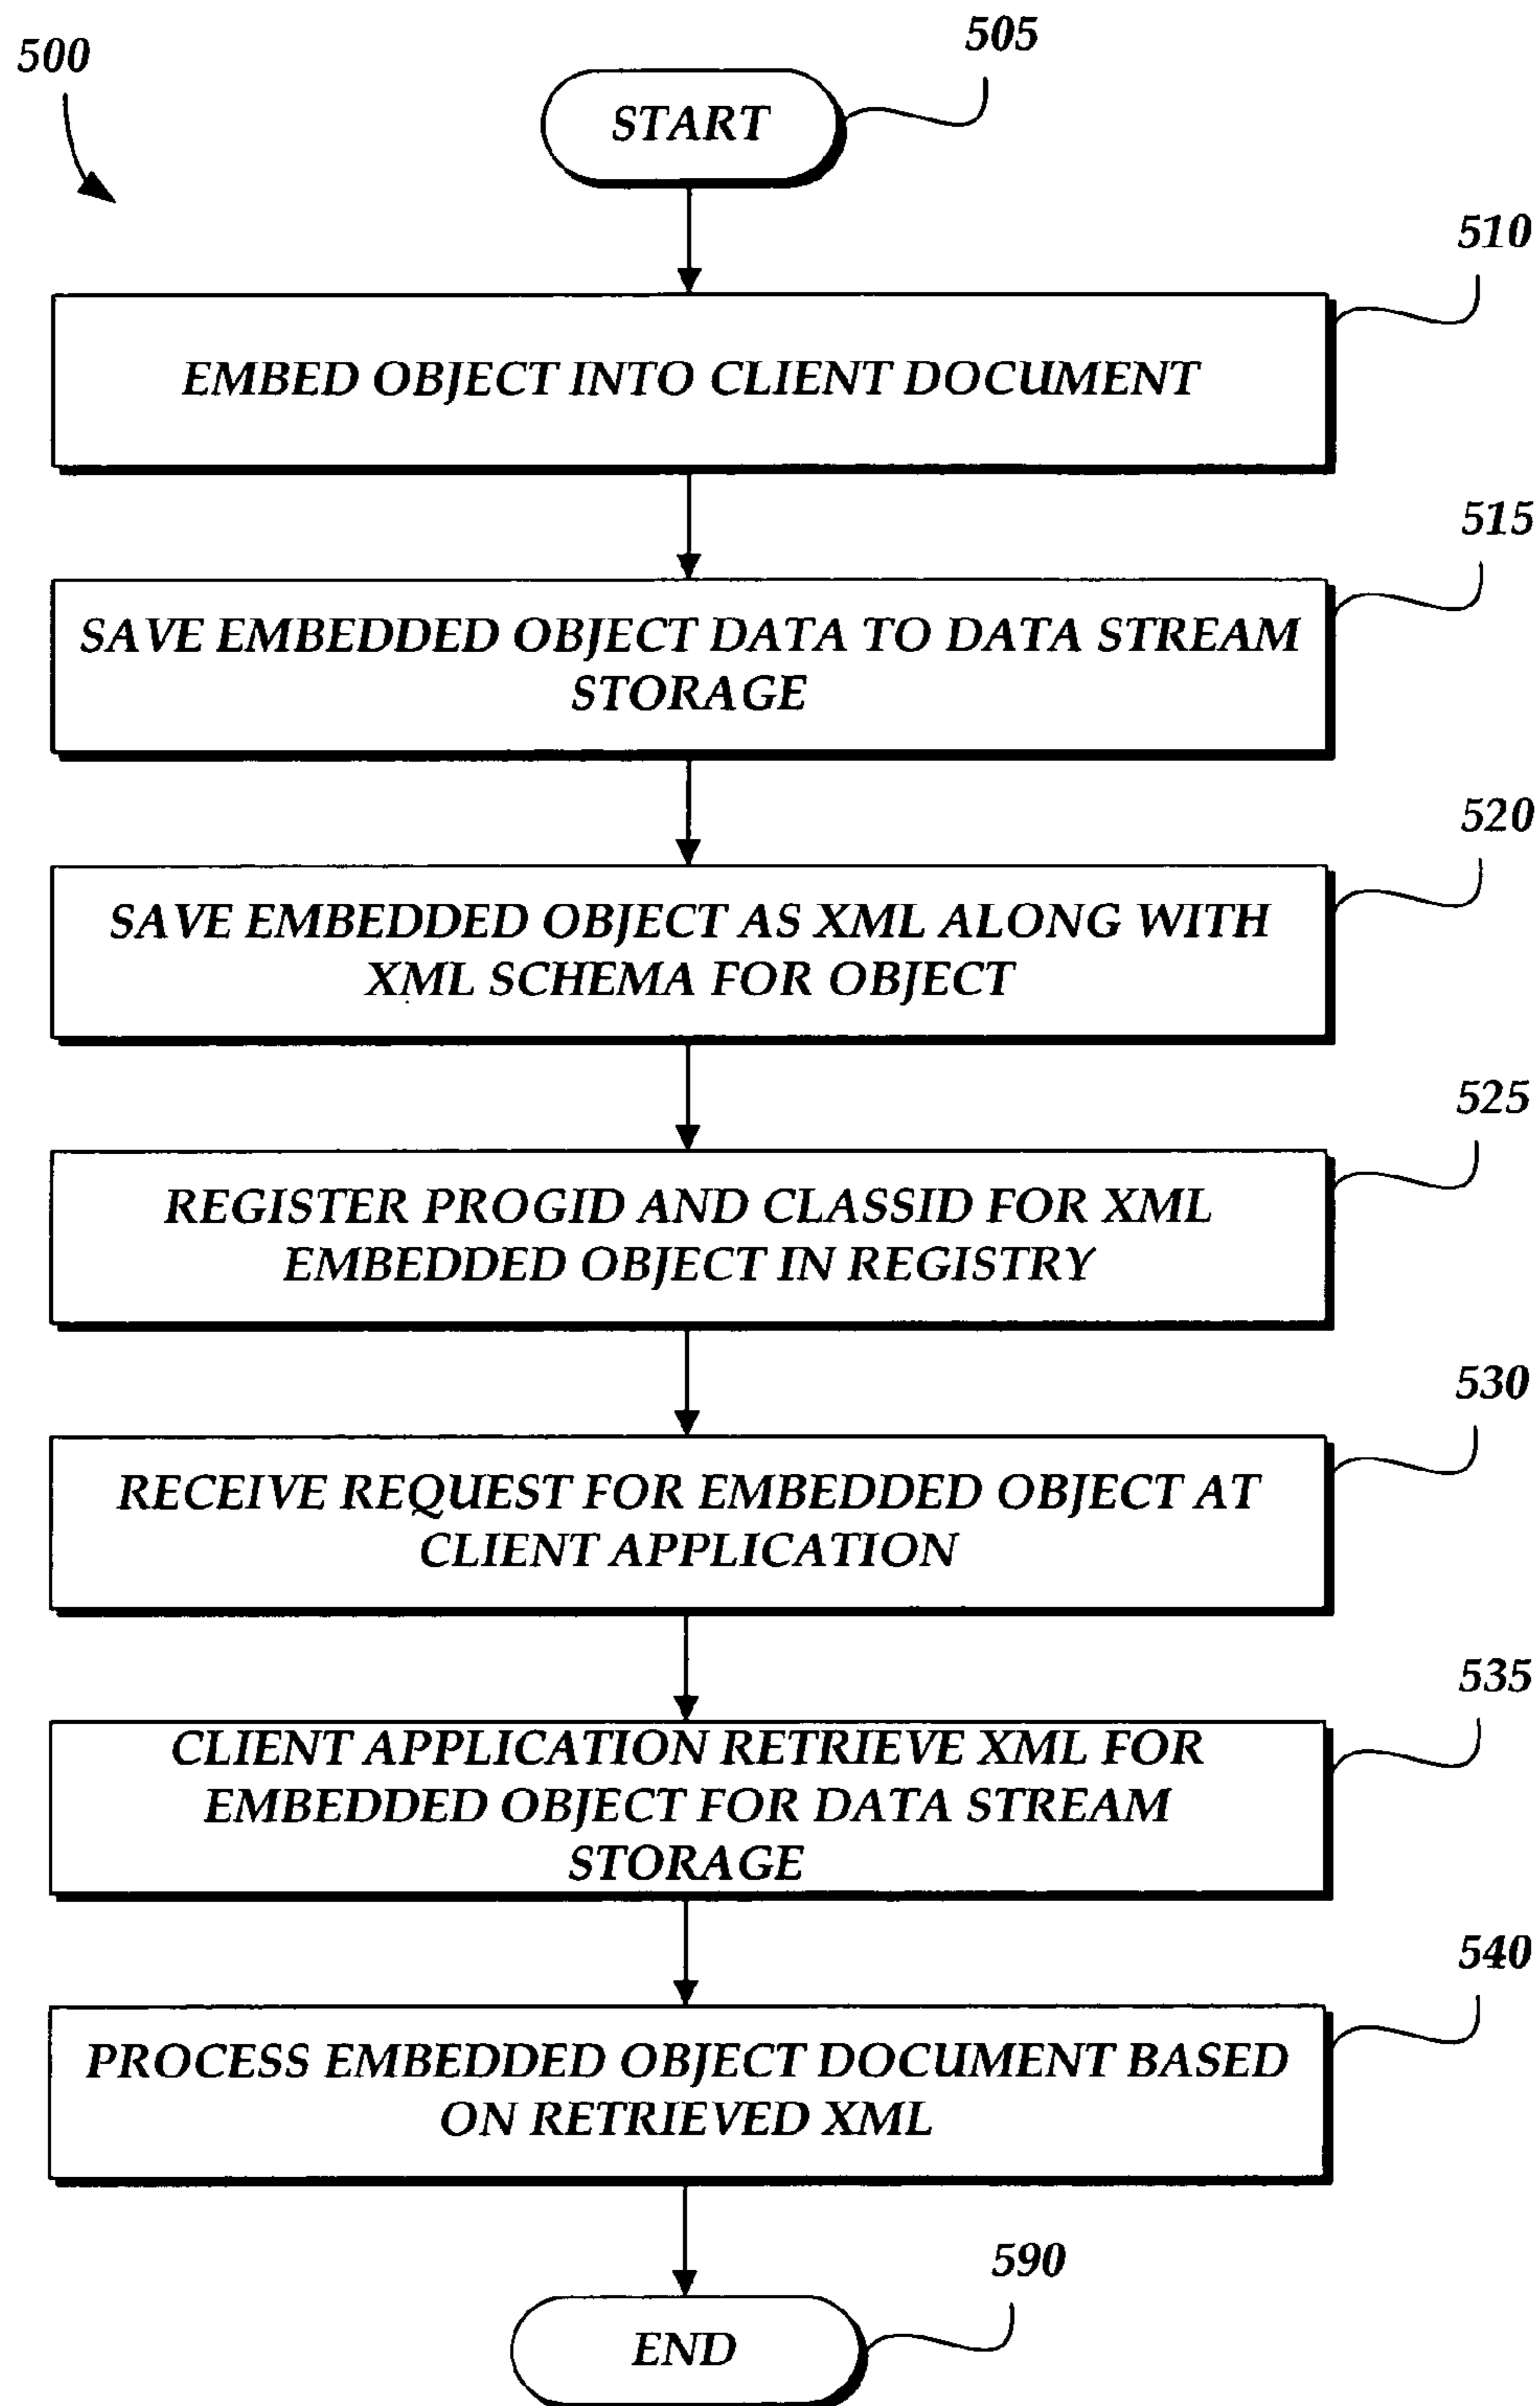 500
505
START
510
EMBED OBJECT INTO CLIENT DOCUMENT
515
SAVE EMBEDDED OBJECT DATA TO DATA STREAM
STORAGE
520
SAVE EMBEDDED OBJECT AS XML ALONG WITH
XML SCHEMA FOR OBJECT
525
REGISTER PROGID AND CLASSID FOR XML
EMBEDDED OBJECT IN REGISTRY
530
RECEIVE REQUEST FOR EMBEDDED OBJECT AT
CLIENT APPLICATION
535
CLIENT APPLICATION RETRIEVE XML FOR
EMBEDDED OBJECT FOR DATA STREAM
STORAGE
540
PROCESS EMBEDDED OBJECT DOCUMENT BASED
ON RETRIEVED XML
590
END